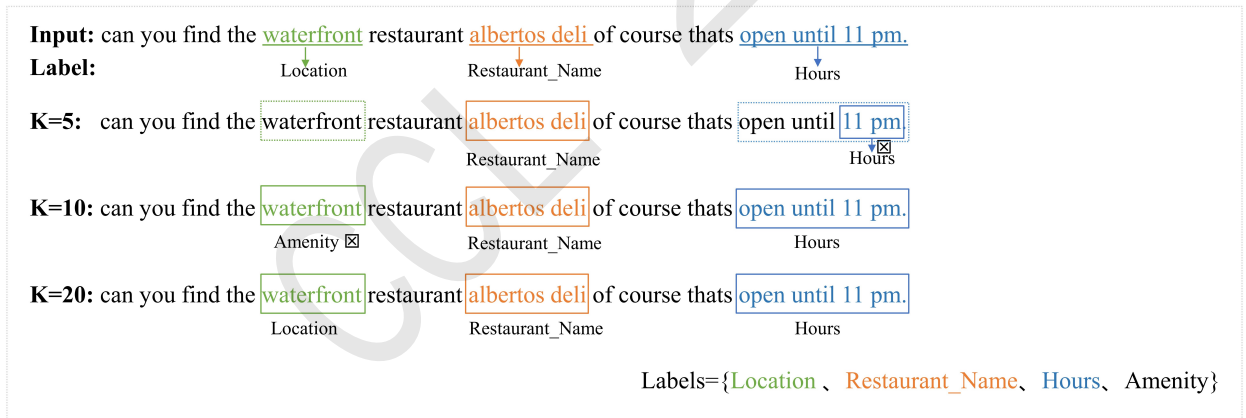 Input: can you find the waterfront restaurant albertos deli of course thats open until 11 pm.
Label: Location Restaurant_Name Hours
K=5: can you find the waterfront restaurant albertos deli of course thats open until 11 pm.
Restaurant_Name Hours ☒
K=10: can you find the waterfront restaurant albertos deli of course thats open until 11 pm.
Amenity ☒ Restaurant_Name Hours
K=20: can you find the waterfront restaurant albertos deli of course thats open until 11 pm.
Location Restaurant_Name Hours
Labels={Location 、Restaurant_Name、Hours、Amenity}
CCL 2